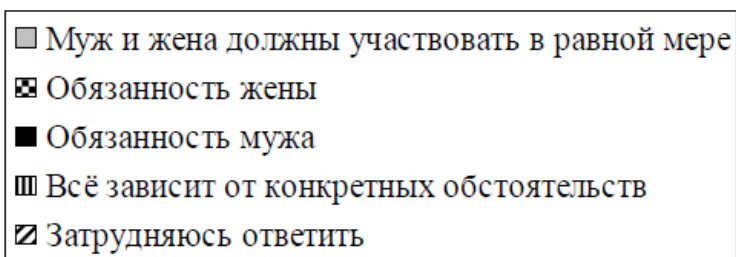 Муж и жена должны участвовать в равной мере
Обязанность жены
Обязанность мужа
Всё зависит от конкретных обстоятельств
Затрудняюсь ответить